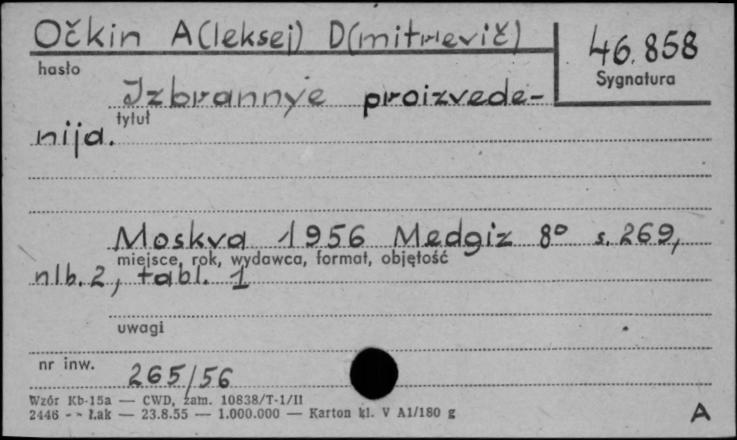 Očkin A(leksej) D(mitrievič)
46.858
hasło
Sygnatura
Izbrannye proizvede-
tytuł
nija.
Moskva 1956 Medgiz 8° s. 269,
miejsce, rok, wydawca, format, objętość
nlb. 2, tabl. 1
uwagi
nr inw.
265/56
Wzór Kb-15a — CWD, zam. 10838/T-1/II
2446 -- Łak — 23.8.55 — 1.000.000 — Karton kl. V A1/180 g
A